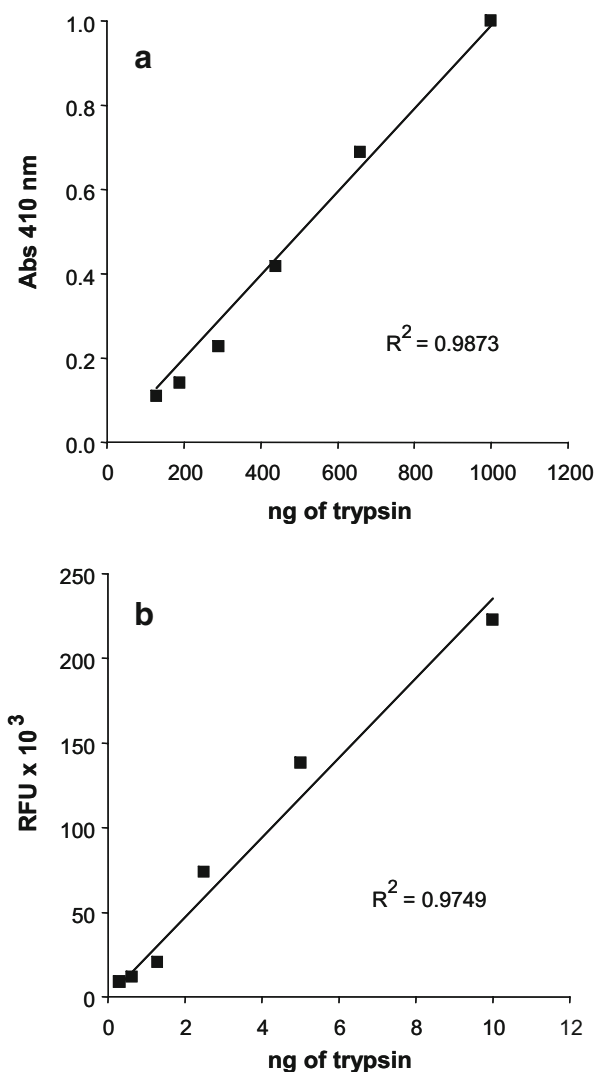 a
1.0
0.8
0.6
0.4
0.2
0.0
Abs 410 nm
R² = 0.9873
0 200 400 600 800 1000 1200
ng of trypsin
b
250
200
150
100
50
0
RFU x 10³
R² = 0.9749
0 2 4 6 8 10 12
ng of trypsin